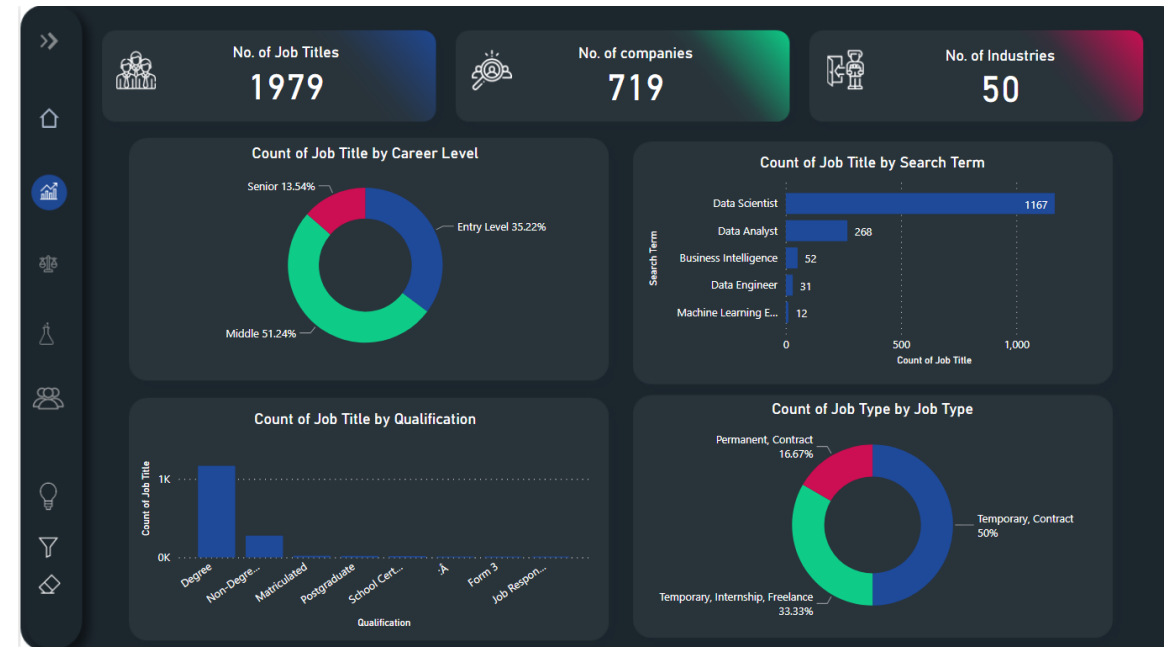 No. of Job Titles
1979
No. of companies
719
No. of Industries
50
Count of Job Title by Career Level
Senior 13.54%
Entry Level 35.22%
Middle 51.24%
Count of Job Title by Search Term
Search Term
Data Scientist
1167
Data Analyst
268
Business Intelligence
52
Data Engineer
31
Machine Learning E...
12
0
500
1,000
Count of Job Title
Count of Job Title by Qualification
Count of Job Title
1K
0K
Degree
Non-Degre...
Matriculated
Postgraduate
School Cert...
:Â
Form 3
Job Respon...
Qualification
Count of Job Type by Job Type
Permanent, Contract
16.67%
Temporary, Contract
50%
Temporary, Internship, Freelance
33.33%